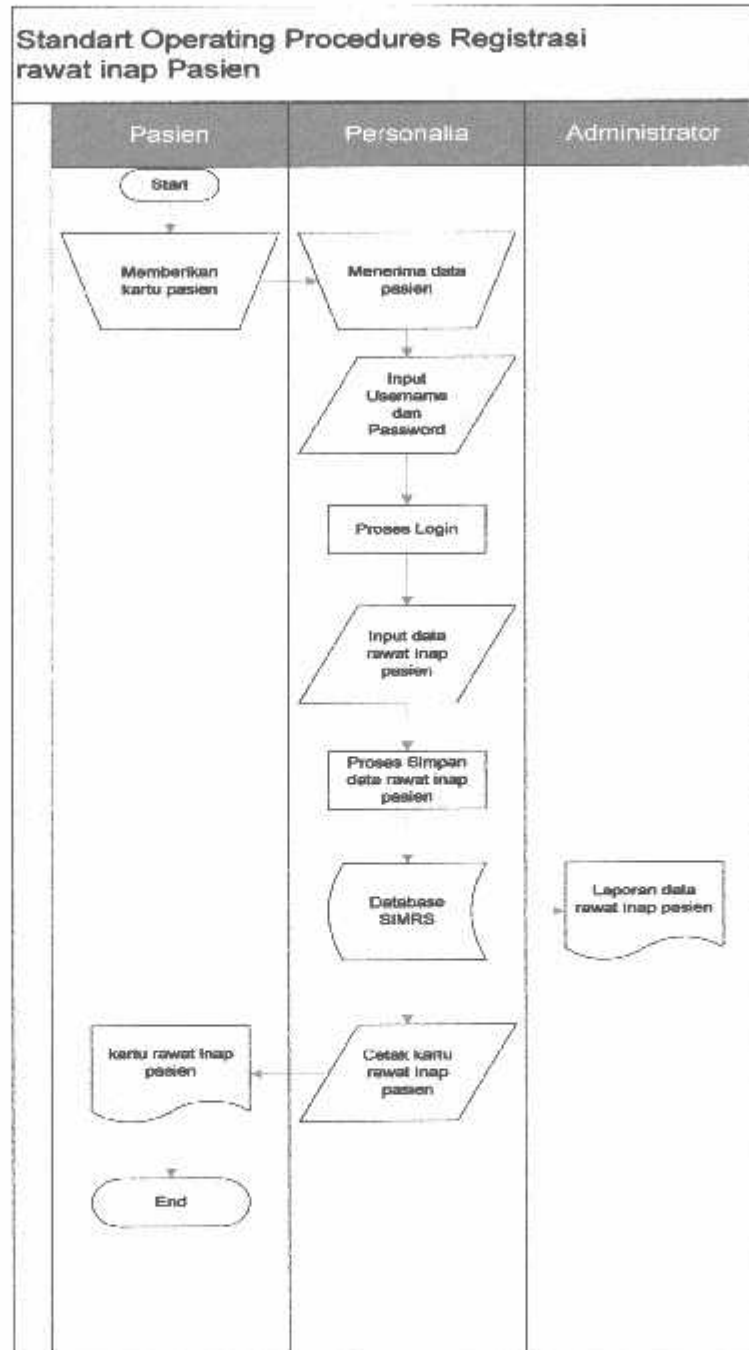 Standart Operating Procedures Registrasi
rawat inap Pasien
Pasien
Personalia
Administrator
Start
Memberikan
kartu pasien
Menerima data
pasien
Input
Username
dan
Password
Proses Login
Input data
rawat inap
pasien
Proses Simpan
data rawat inap
pasien
Database
SIMRS
Laporan data
rawat inap pasien
kartu rawat inap
pasien
Cetak kartu
rawat inap
pasien
End